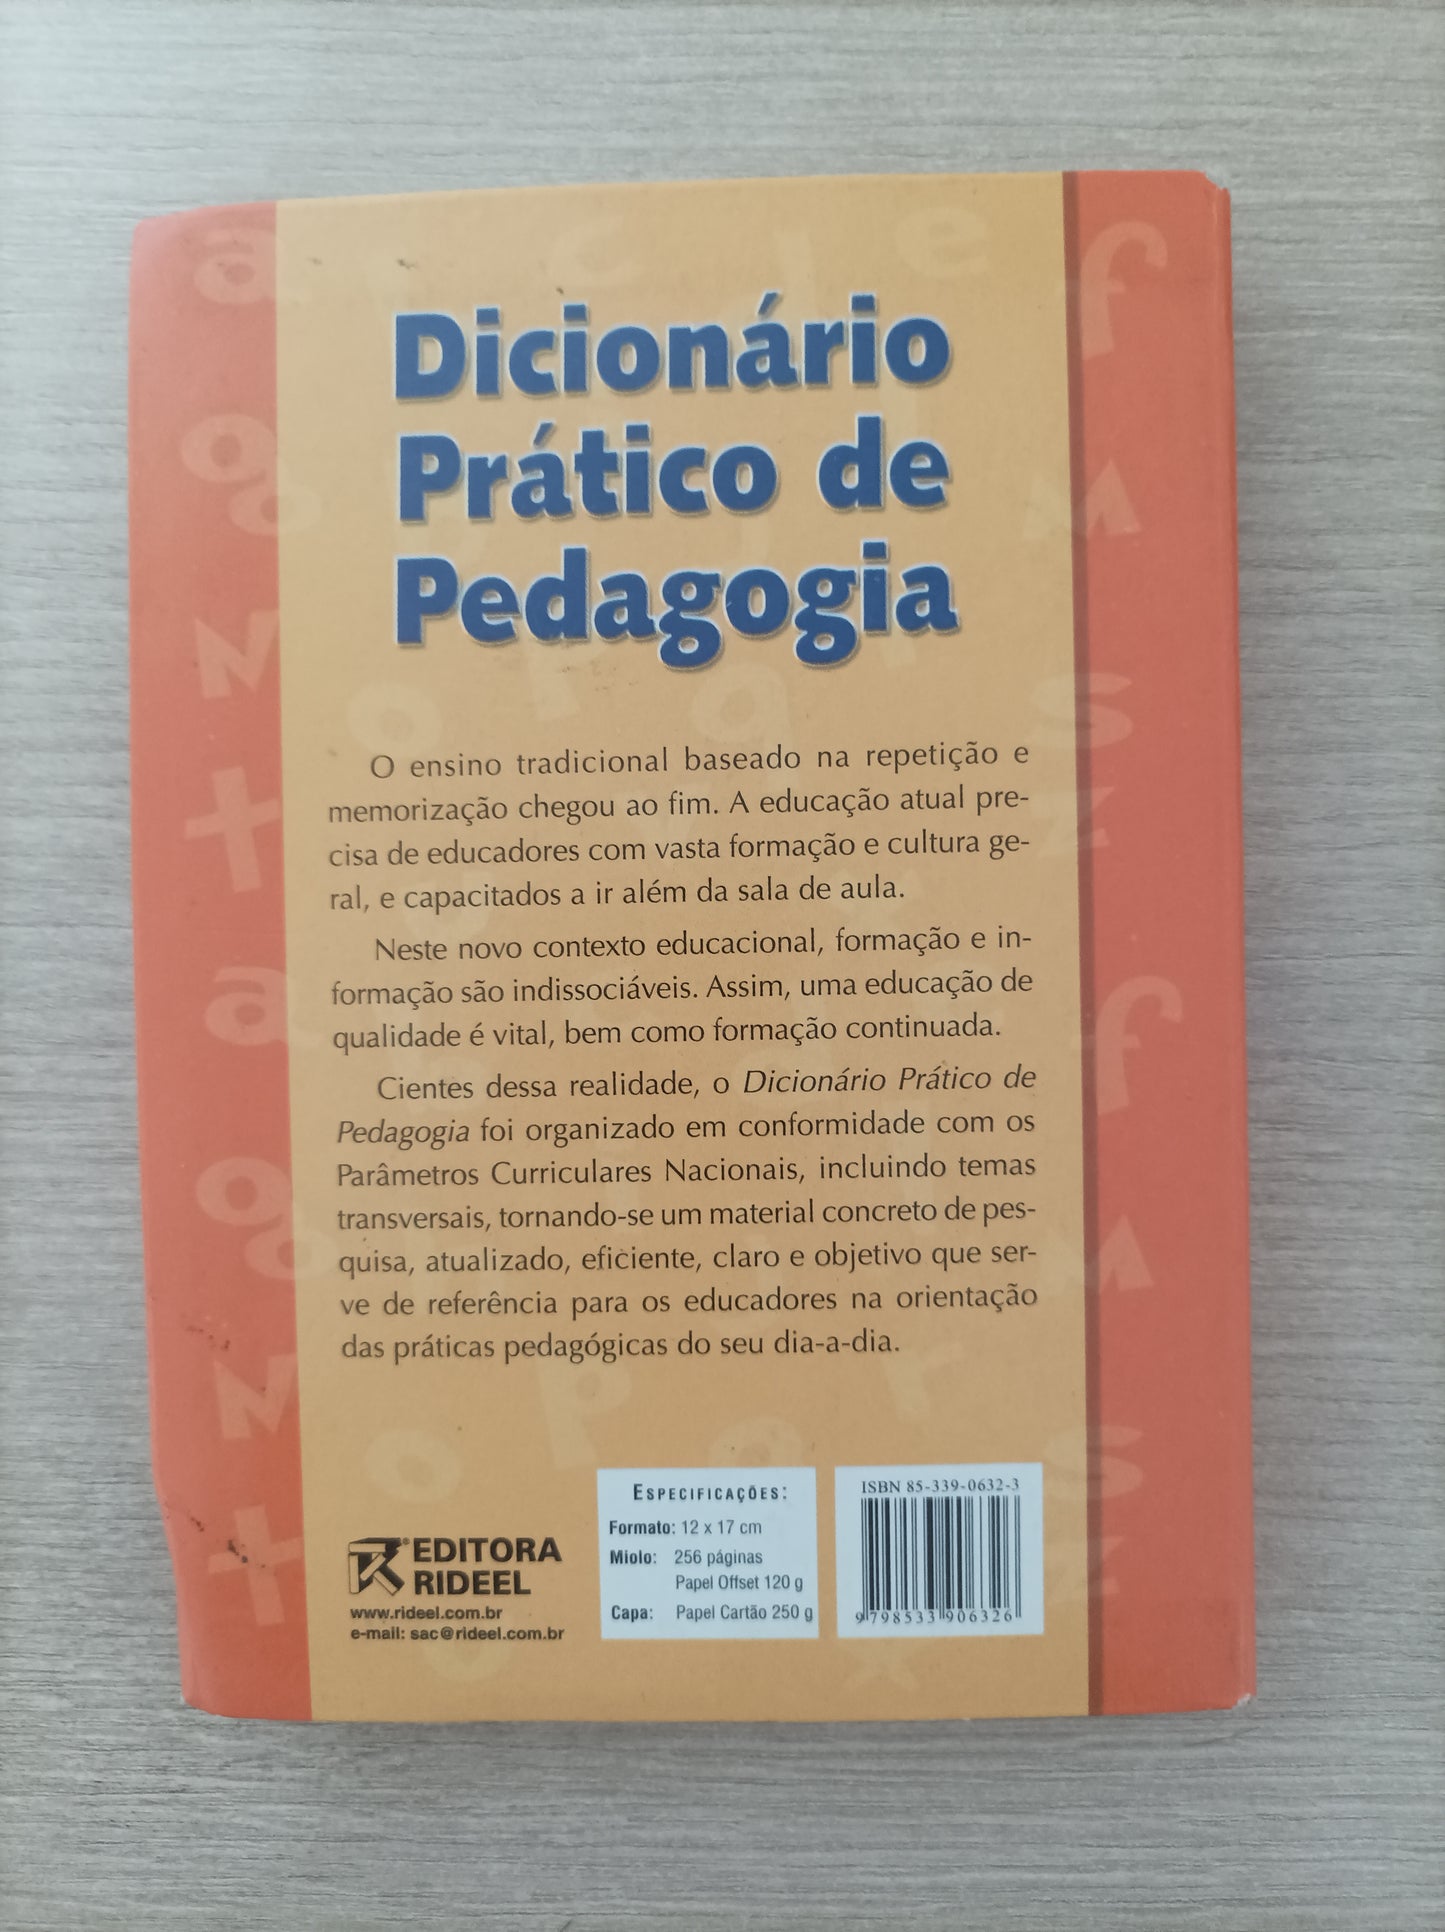 Dicionário
Prático de
Pedagogia
O ensino tradicional baseado na repetição e
memorização chegou ao fim. A educação atual pre-
cisa de educadores com vasta formação e cultura ge-
ral, e capacitados a ir além da sala de aula.
Neste novo contexto educacional, formação e in-
formação são indissociáveis. Assim, uma educação de
qualidade é vital, bem como formação continuada.
Cientes dessa realidade, o Dicionário Prático de
Pedagogia foi organizado em conformidade com os
Parâmetros Curriculares Nacionais, incluindo temas
transversais, tornando-se um material concreto de pes-
quisa, atualizado, eficiente, claro e objetivo que ser-
ve de referência para os educadores na orientação
das práticas pedagógicas do seu dia-a-dia.
EDITORA
RIDEEL
www.rideel.com.br
e-mail: sac@rideel.com.br
ESPECIFICAÇÕES:
Formato: 12 x 17 cm
Miolo: 256 páginas
Papel Offset 120 g
Capa: Papel Cartão 250 g
ISBN 85-339-0632-3
9 798533 906326